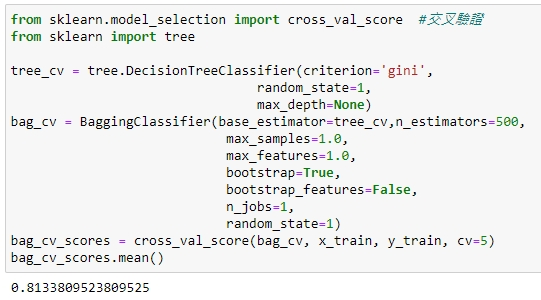 from sklearn.model_selection import cross_val_score  #交叉驗證
from sklearn import tree

tree_cv = tree.DecisionTreeClassifier(criterion='gini',
                                random_state=1,
                                max_depth=None)
bag_cv = BaggingClassifier(base_estimator=tree_cv,n_estimators=500,
                            max_samples=1.0,
                            max_features=1.0,
                            bootstrap=True,
                            bootstrap_features=False,
                            n_jobs=1,
                            random_state=1)
bag_cv_scores = cross_val_score(bag_cv, x_train, y_train, cv=5)
bag_cv_scores.mean()
0.8133809523809525